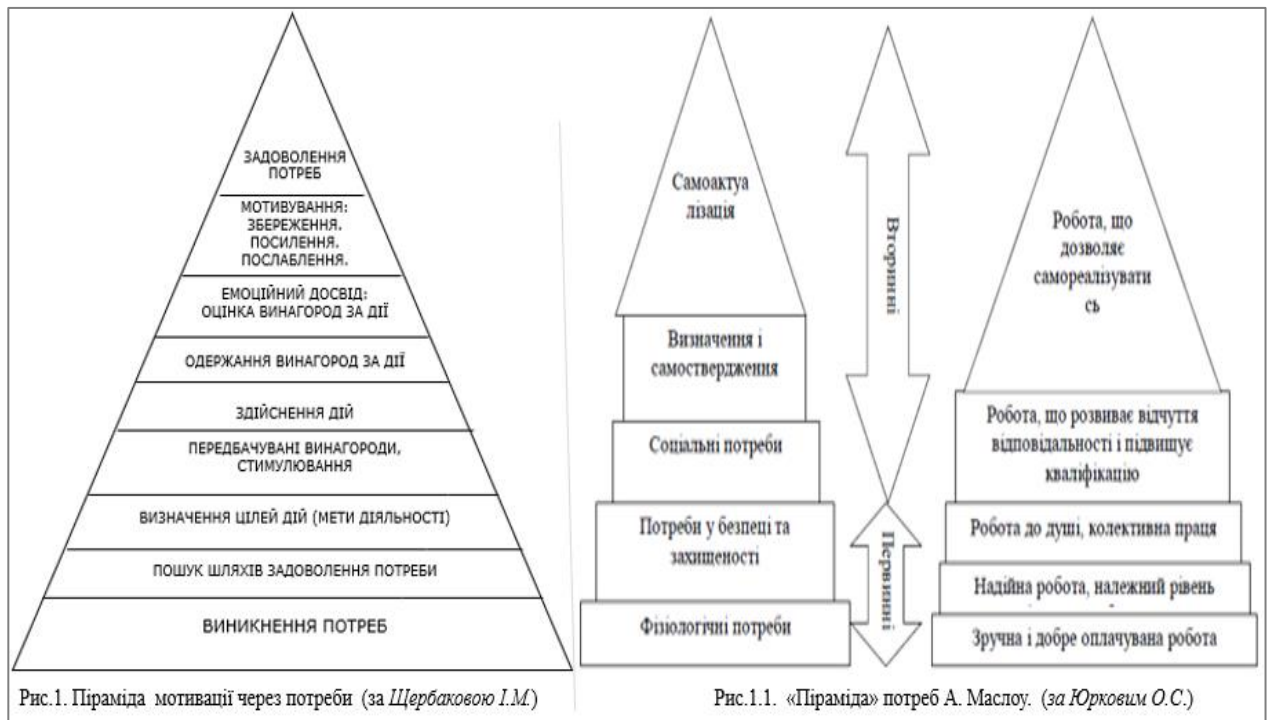 ЗАДОВОЛЕННЯ
ПОТРЕБ
МОТИВУВАННЯ:
ЗБЕРЕЖЕННЯ.
ПОСИЛЕННЯ.
ПОСЛАБЛЕННЯ.
ЕМОЦІЙНИЙ ДОСВІД:
ОЦІНКА ВИНАГОРОД ЗА ДІЇ
ОДЕРЖАННЯ ВИНАГОРОД ЗА ДІЇ
ЗДІЙСНЕННЯ ДІЙ
ПЕРЕДБАЧУВАНІ ВИНАГОРОДИ,
СТИМУЛЮВАННЯ
ВИЗНАЧЕННЯ ЦІЛЕЙ ДІЙ (МЕТИ ДІЯЛЬНОСТІ)
ПОШУК ШЛЯХІВ ЗАДОВОЛЕННЯ ПОТРЕБИ
ВИНИКНЕННЯ ПОТРЕБ
Рис.1. Піраміда мотивації через потреби (за Щербаковою І.М.)
Самоактуа
лізація
Визначення і
самоствердження
Соціальні потреби
Потреби у безпеці та
захищеності
Фізіологічні потреби
Вторинні
Первинні
Робота, що
дозволяє
самореалізувати
сь
Робота, що розвиває відчуття
відповідальності і підвищує
кваліфікацію
Робота до душі, колективна праця
Надійна робота, належний рівень
Зручна і добре оплачувана робота
Рис.1.1. «Піраміда» потреб А. Маслоу. (за Юрковим О.С.)